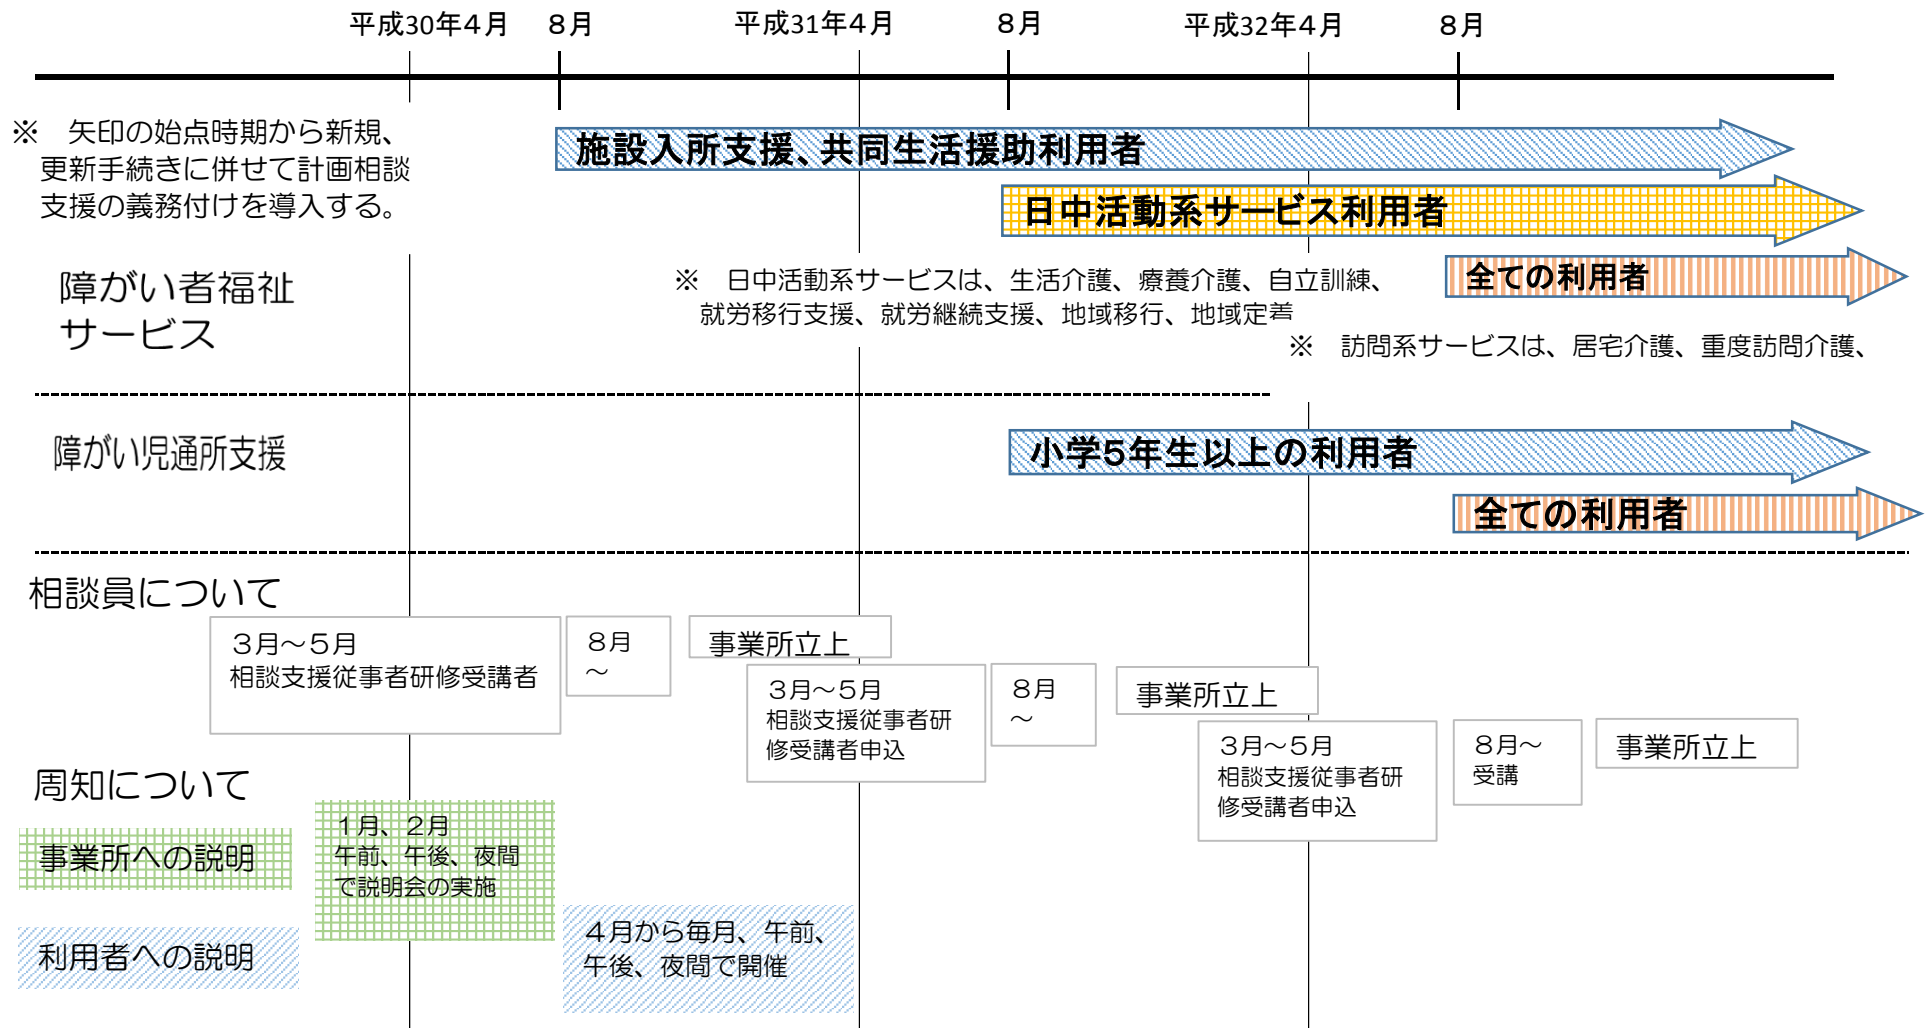 平成30年４月　８月　平成31年４月　８月　平成32年４月　８月
※　矢印の始点時期から新規、
更新手続きに併せて計画相談
支援の義務付けを導入する。
施設入所支援、共同生活援助利用者
日中活動系サービス利用者
全ての利用者
障がい者福祉
サービス
※　日中活動系サービスは、生活介護、療養介護、自立訓練、
就労移行支援、就労継続支援、地域移行、地域定着
※　訪問系サービスは、居宅介護、重度訪問介護、
障がい児通所支援
小学５年生以上の利用者
全ての利用者
相談員について
３月～５月
相談支援従事者研修受講者
８月
～
事業所立上
３月～５月
相談支援従事者研
修受講者申込
８月
～
事業所立上
３月～５月
相談支援従事者研
修受講者申込
８月～
受講
事業所立上
周知について
事業所への説明
１月、２月
午前、午後、夜間
で説明会の実施
利用者への説明
４月から毎月、午前、
午後、夜間で開催